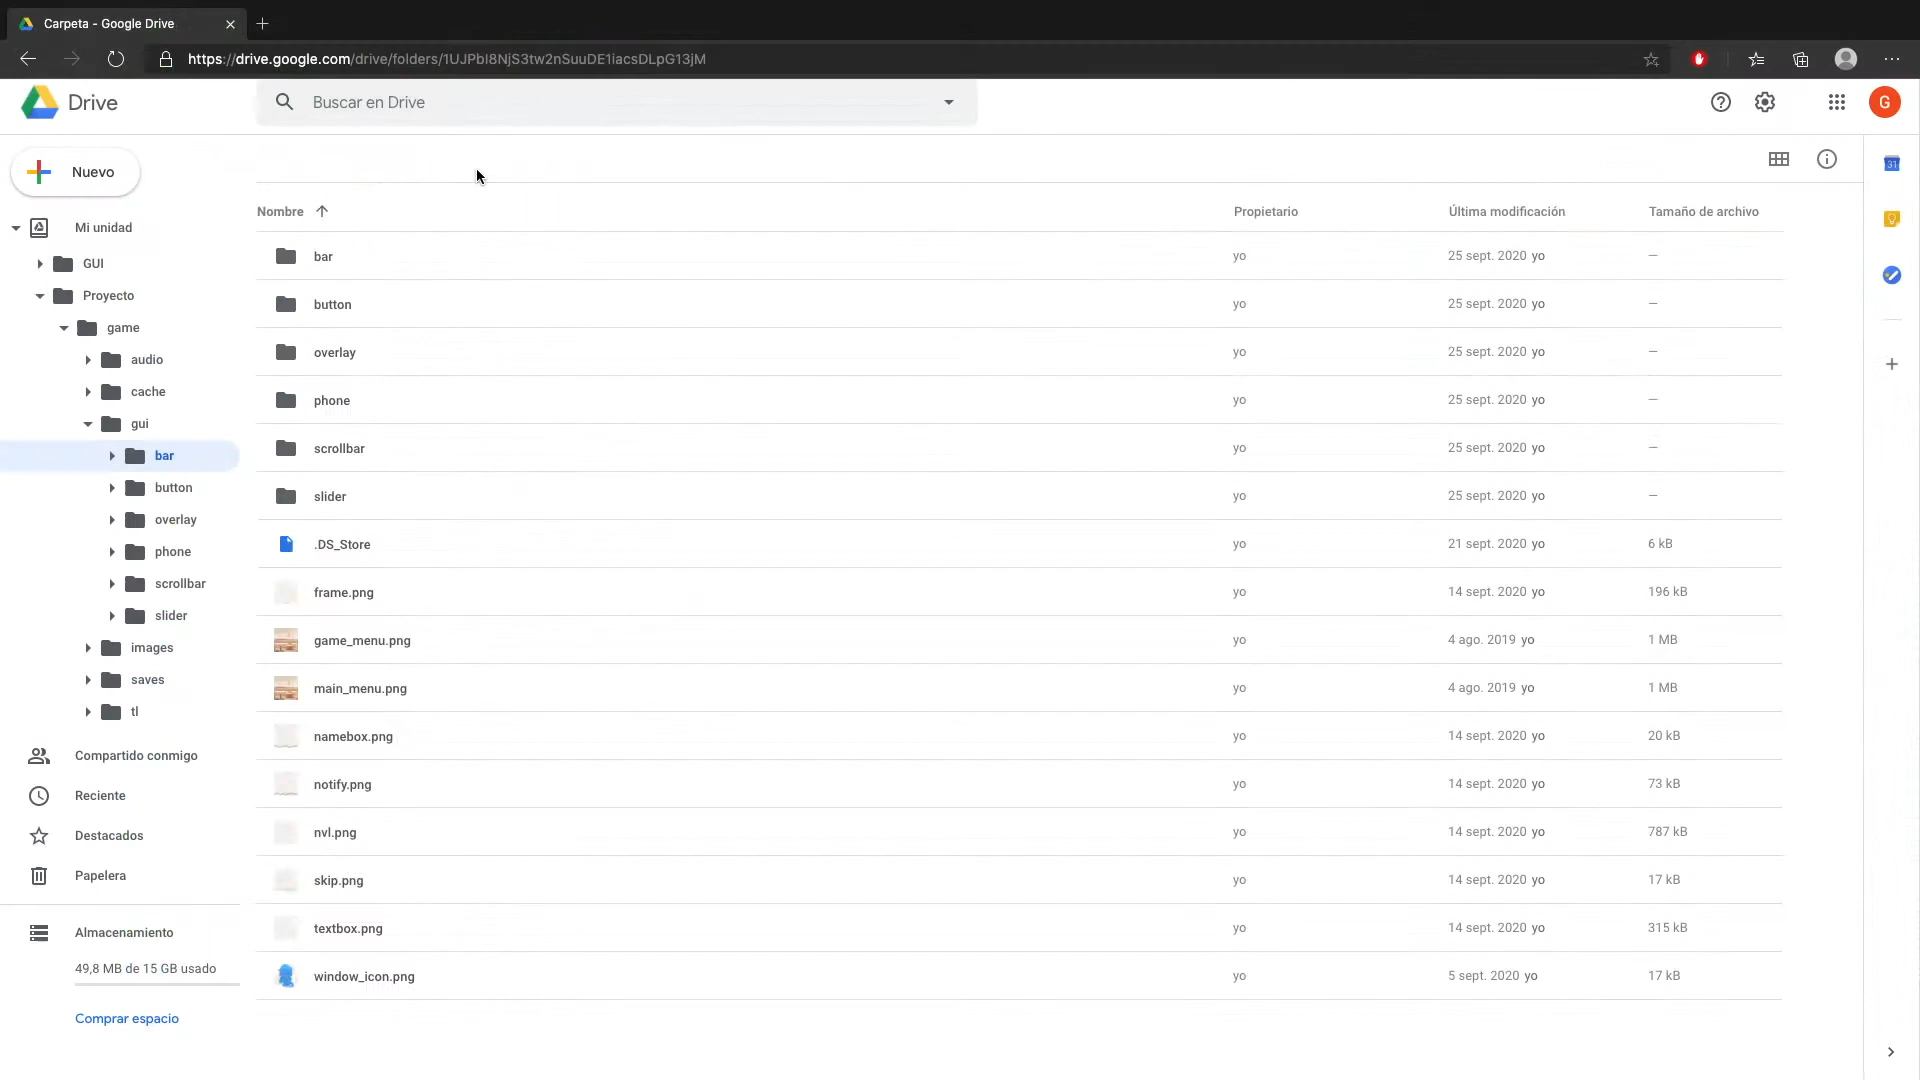 Carpeta - Google Drive
https://drive.google.com/drive/folders/1UJPbI8NjS3tw2nSuuDE1iacsDLpG13jM
Drive
Buscar en Drive
G
Nuevo
Mi unidad
GUI
Proyecto
game
audio
cache
gui
bar
button
overlay
phone
scrollbar
slider
images
saves
tl
Compartido conmigo
Reciente
Destacados
Papelera
Almacenamiento
49,8 MB de 15 GB usado
Comprar espacio
Nombre Propietario Última modificación Tamaño de archivo
bar yo 25 sept. 2020 yo —
button yo 25 sept. 2020 yo —
overlay yo 25 sept. 2020 yo —
phone yo 25 sept. 2020 yo —
scrollbar yo 25 sept. 2020 yo —
slider yo 25 sept. 2020 yo —
.DS_Store yo 21 sept. 2020 yo 6 kB
frame.png yo 14 sept. 2020 yo 196 kB
game_menu.png yo 4 ago. 2019 yo 1 MB
main_menu.png yo 4 ago. 2019 yo 1 MB
namebox.png yo 14 sept. 2020 yo 20 kB
notify.png yo 14 sept. 2020 yo 73 kB
nvl.png yo 14 sept. 2020 yo 787 kB
skip.png yo 14 sept. 2020 yo 17 kB
textbox.png yo 14 sept. 2020 yo 315 kB
window_icon.png yo 5 sept. 2020 yo 17 kB
31